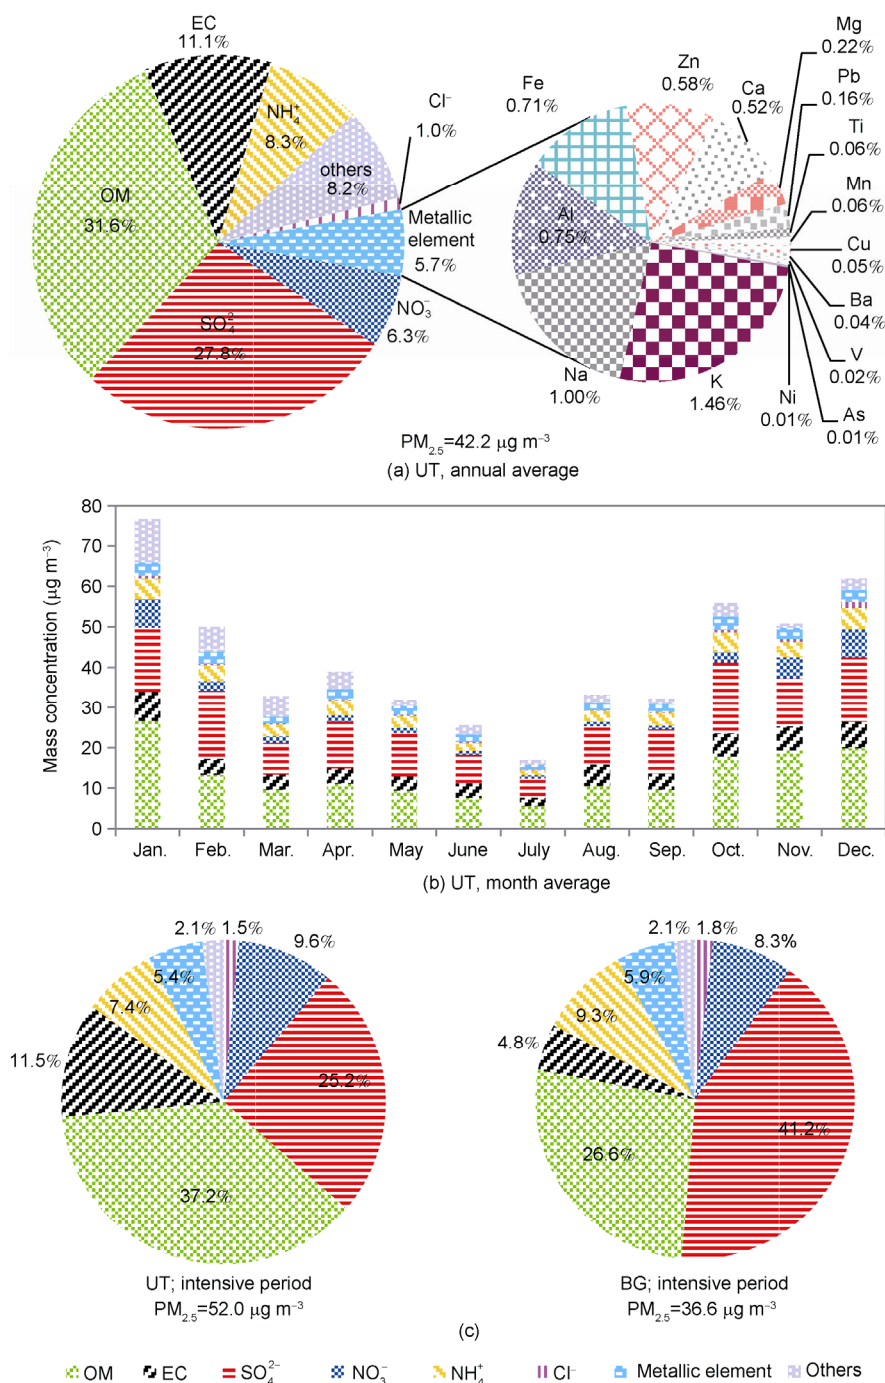 EC
11.1%
NH₄⁺
8.3%
Cl⁻
1.0%
others
8.2%
OM
31.6%
Metallic
element
5.7%
NO₃⁻
6.3%
SO₄²
27.8%
Fe
0.71%
Zn
0.58%
Ca
0.52%
Mg
0.22%
Pb
0.16%
Ti
0.06%
Mn
0.06%
Cu
0.05%
Ba
0.04%
V
0.02%
As
0.01%
Ni
0.01%
K
1.46%
Na
1.00%
Al
0.75%
PM₂.₅=42.2 μg m⁻³
(a) UT, annual average
Mass concentration (μg m⁻³)
80
70
60
50
40
30
20
10
0
Jan. Feb. Mar. Apr. May June July Aug. Sep. Oct. Nov. Dec.
(b) UT, month average
2.1% 1.5% 9.6%
5.4%
7.4%
11.5%
25.2%
37.2%
UT; intensive period
PM₂.₅=52.0 μg m⁻³
2.1% 1.8% 8.3%
5.9%
9.3%
4.8%
41.2%
26.6%
BG; intensive period
PM₂.₅=36.6 μg m⁻³
(c)
OM EC SO₄²⁻ NO₃⁻ NH₄⁺ Cl⁻ Metallic element Others